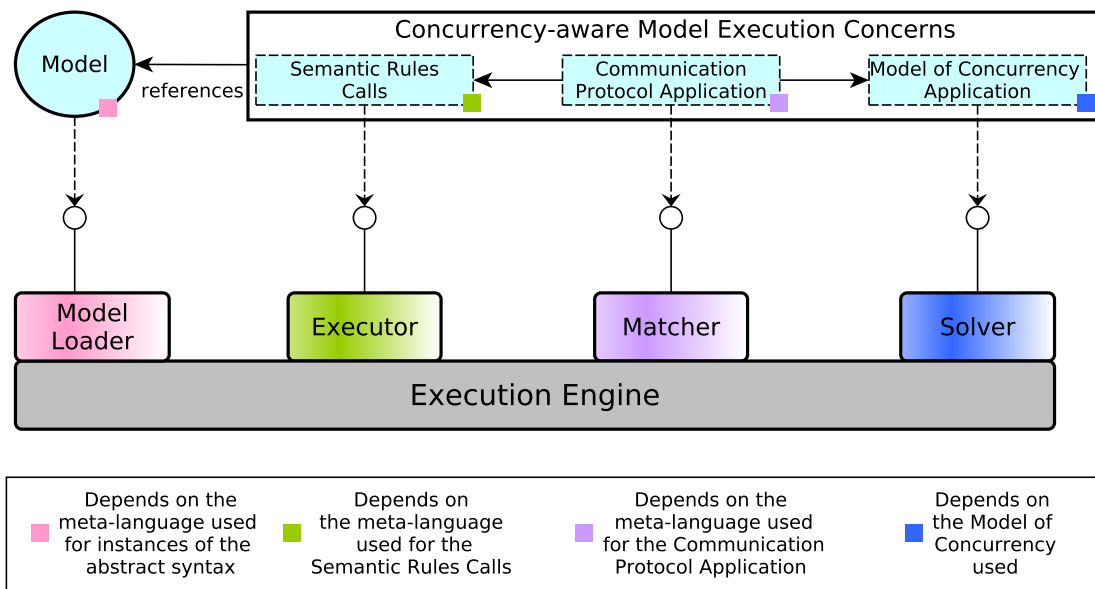 Concurrency-aware Model Execution Concerns
Model
references
Semantic Rules
Calls
Communication
Protocol Application
Model of Concurrency
Application
Model
Loader
Executor
Matcher
Solver
Execution Engine
Depends on the
meta-language used
for instances of the
abstract syntax
Depends on
the meta-language
used for the
Semantic Rules Calls
Depends on the
meta-language used
for the Communication
Protocol Application
Depends on
the Model of
Concurrency
used